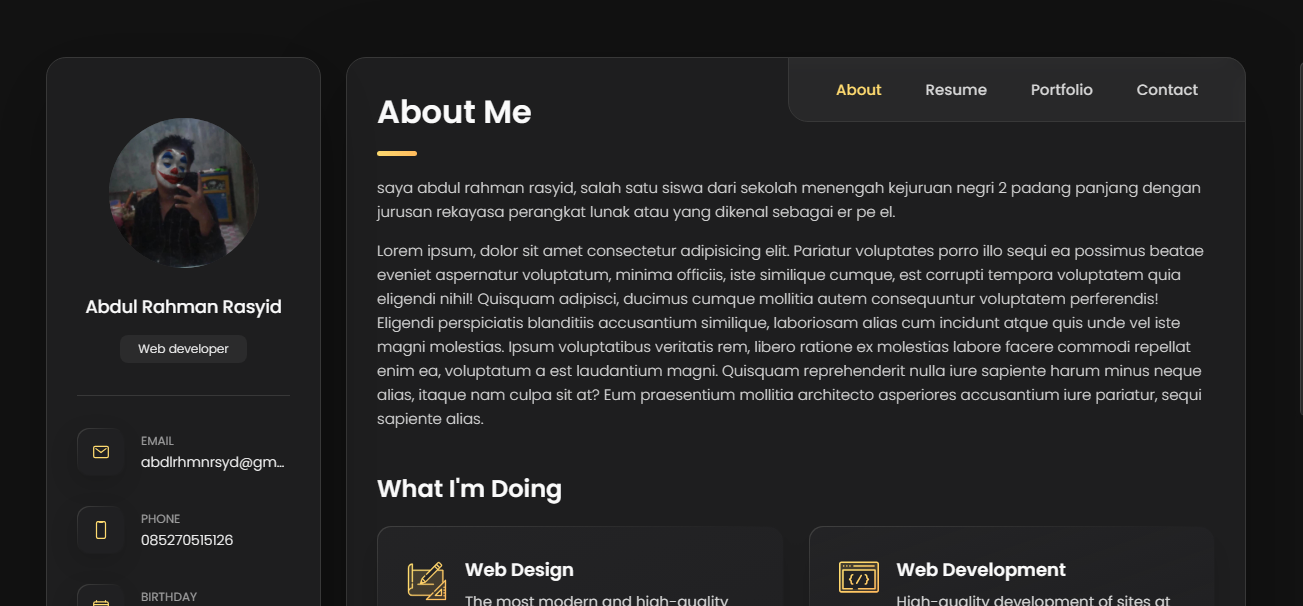 Abdul Rahman Rasyid
Web developer
EMAIL
abdlrhmnrsyd@gm...
PHONE
085270515126
BIRTHDAY
About
Resume
Portfolio
Contact
About Me
saya abdul rahman rasyid, salah satu siswa dari sekolah menengah kejuruan negri 2 padang panjang dengan
jurusan rekayasa perangkat lunak atau yang dikenal sebagai er pe el.
Lorem ipsum, dolor sit amet consectetur adipisicing elit. Pariatur voluptates porro illo sequi ea possimus beatae
eveniet aspernatur voluptatum, minima officiis, iste similique cumque, est corrupti tempora voluptatem quia
eligendi nihil! Quisquam adipisci, ducimus cumque mollitia autem consequuntur voluptatem perferendis!
Eligendi perspiciatis blanditiis accusantium similique, laboriosam alias cum incidunt atque quis unde vel iste
magni molestias. Ipsum voluptatibus veritatis rem, libero ratione ex molestias labore facere commodi repellat
enim ea, voluptatum a est laudantium magni. Quisquam reprehenderit nulla iure sapiente harum minus neque
alias, itaque nam culpa sit at? Eum praesentium mollitia architecto asperiores accusantium iure pariatur, sequi
sapiente alias.
What I'm Doing
Web Design
The most modern and high-quality
Web Development
High-quality development of sites at